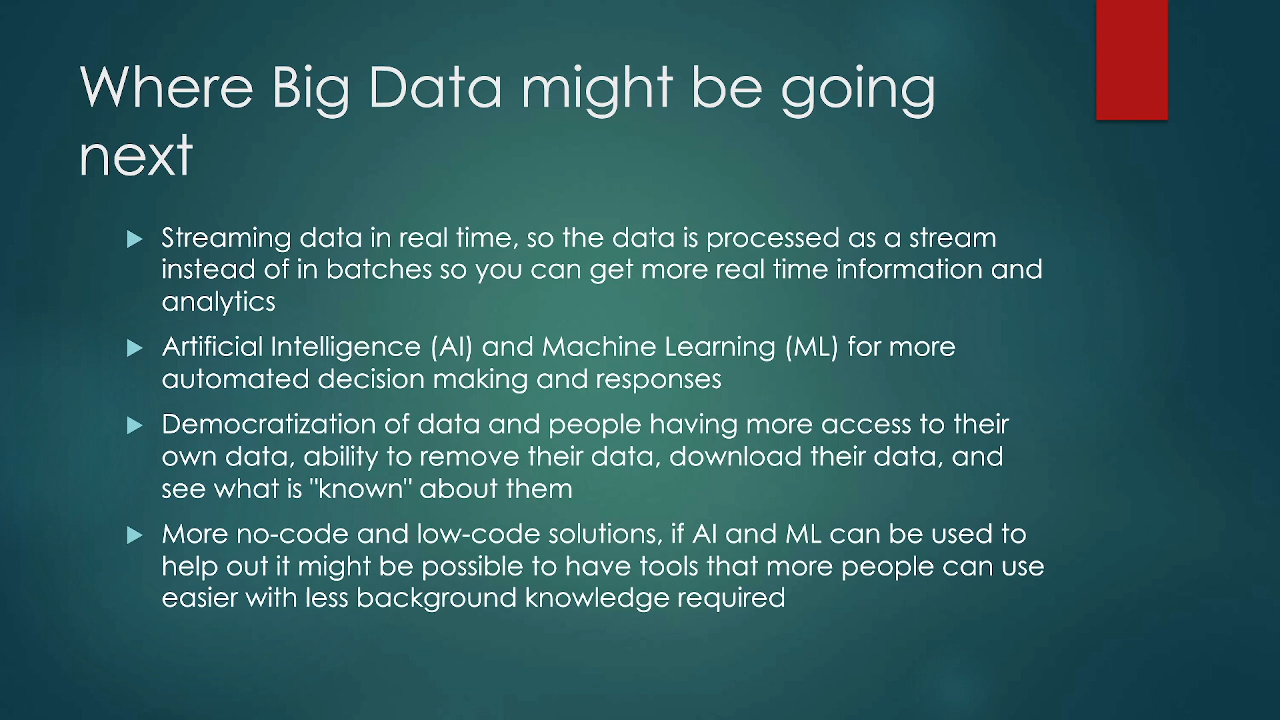 Where Big Data might be going
next
Streaming data in real time, so the data is processed as a stream
instead of in batches so you can get more real time information and
analytics
Artificial Intelligence (AI) and Machine Learning (ML) for more
automated decision making and responses
Democratization of data and people having more access to their
own data, ability to remove their data, download their data, and
see what is "known" about them
More no-code and low-code solutions, if AI and ML can be used to
help out it might be possible to have tools that more people can use
easier with less background knowledge required